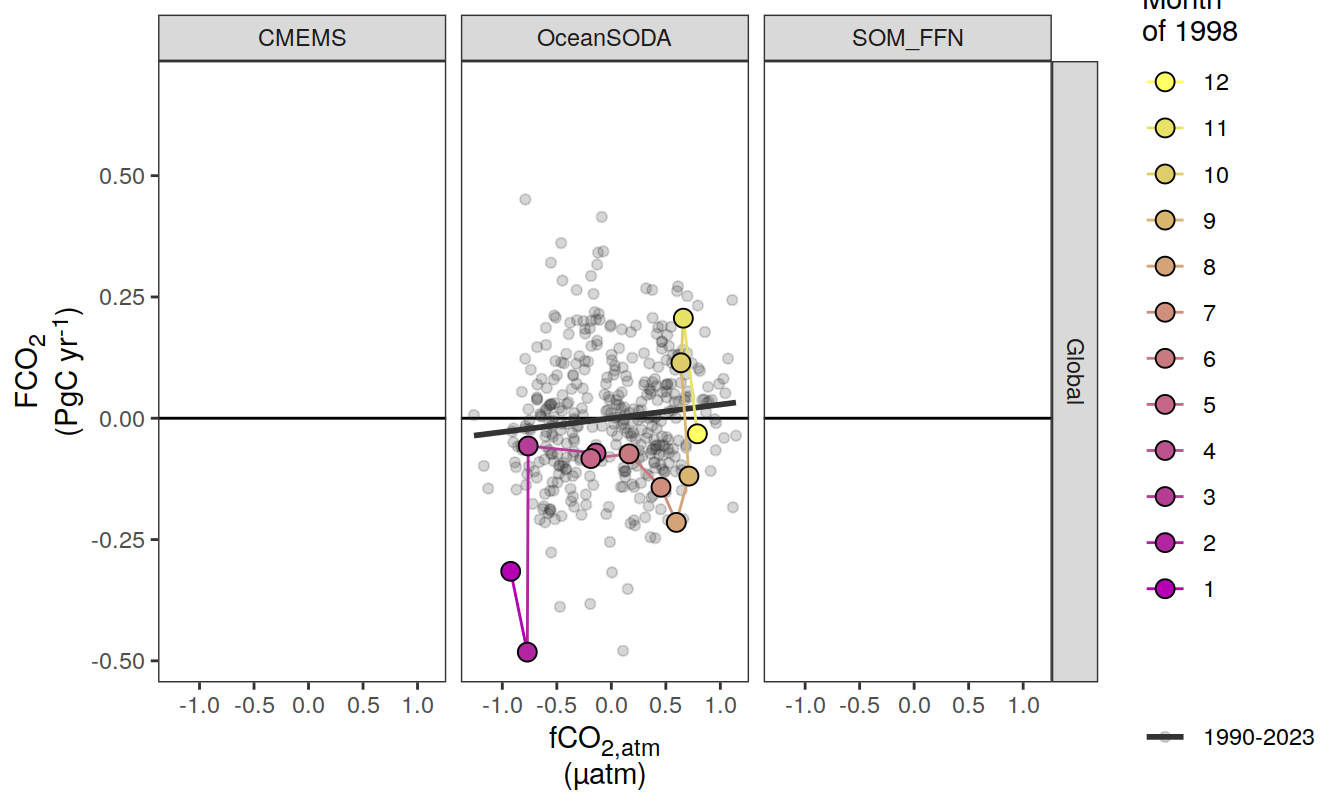 CMEMS
OceanSODA
SOM_FFN
Month
of 1998
12
11
10
9
8
7
6
5
4
3
2
1
1990-2023
Global
FCO2
(PgC yr-1)
0.50
0.25
0.00
-0.25
-0.50
-1.0 -0.5 0.0 0.5 1.0
-1.0 -0.5 0.0 0.5 1.0
-1.0 -0.5 0.0 0.5 1.0
fCO2,atm
(µatm)